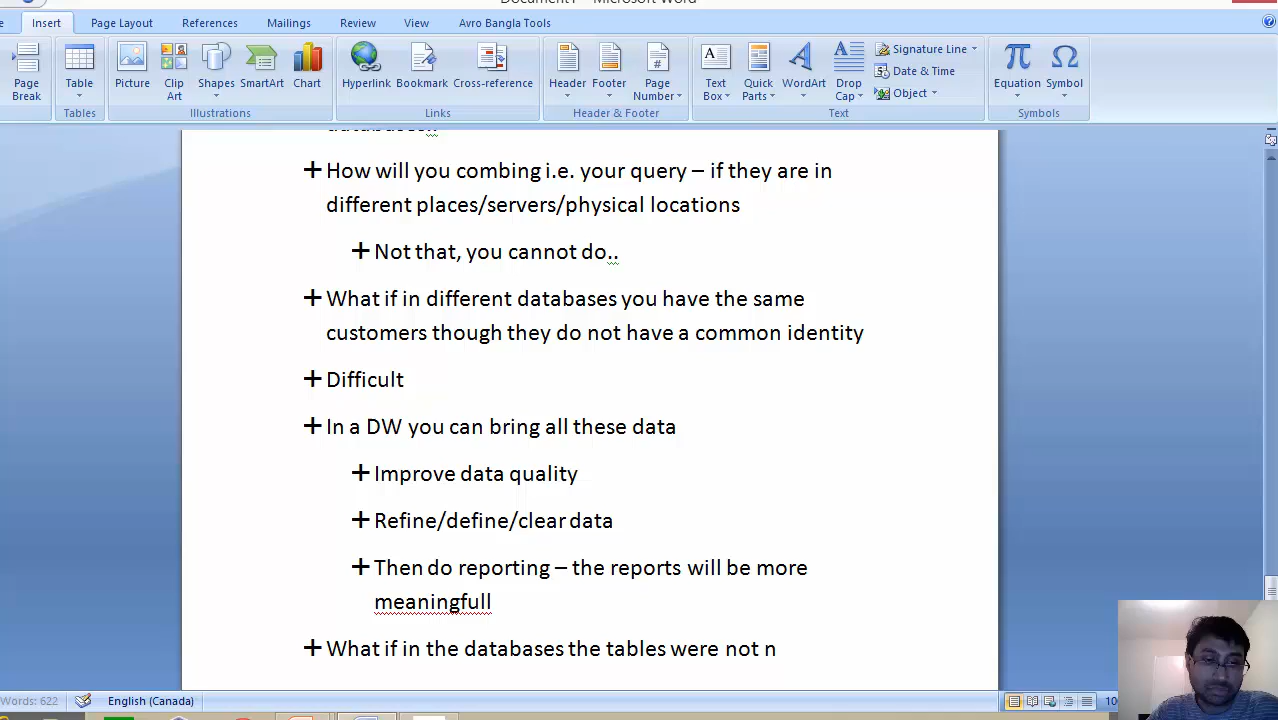 Document1 - Microsoft Word
Insert Page Layout References Mailings Review View Avro Bangla Tools
Page Break
Table
Picture
Clip Art
Shapes
SmartArt
Chart
Hyperlink
Bookmark
Cross-reference
Header
Footer
Page Number
Text Box
Quick Parts
WordArt
Drop Cap
Signature Line
Date & Time
Object
Equation
Symbol
Tables
Illustrations
Links
Header & Footer
Text
Symbols
How will you combing i.e. your query – if they are in
different places/servers/physical locations
Not that, you cannot do..
What if in different databases you have the same
customers though they do not have a common identity
Difficult
In a DW you can bring all these data
Improve data quality
Refine/define/clear data
Then do reporting – the reports will be more
meaningfull
What if in the databases the tables were not n
Words: 622
English (Canada)